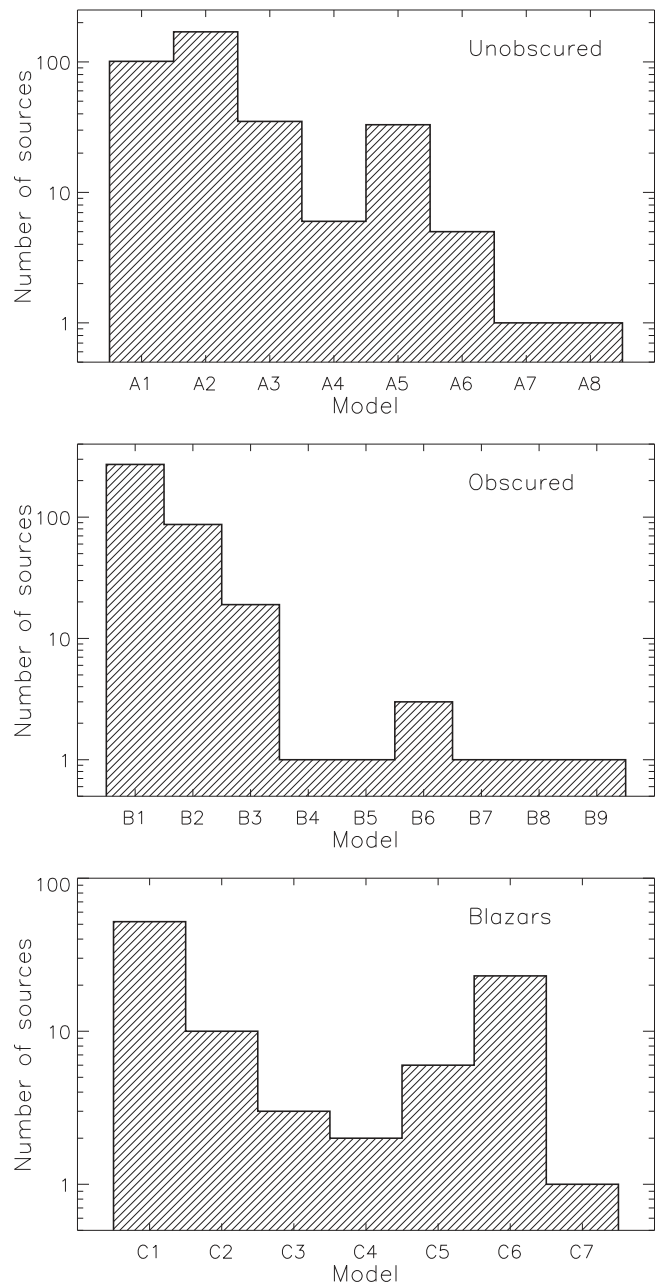 Unobscured
Number of sources
100
10
1
A1 A2 A3 A4 A5 A6 A7 A8
Model
Obscured
Number of sources
100
10
1
B1 B2 B3 B4 B5 B6 B7 B8 B9
Model
Blazars
Number of sources
100
10
1
C1 C2 C3 C4 C5 C6 C7
Model